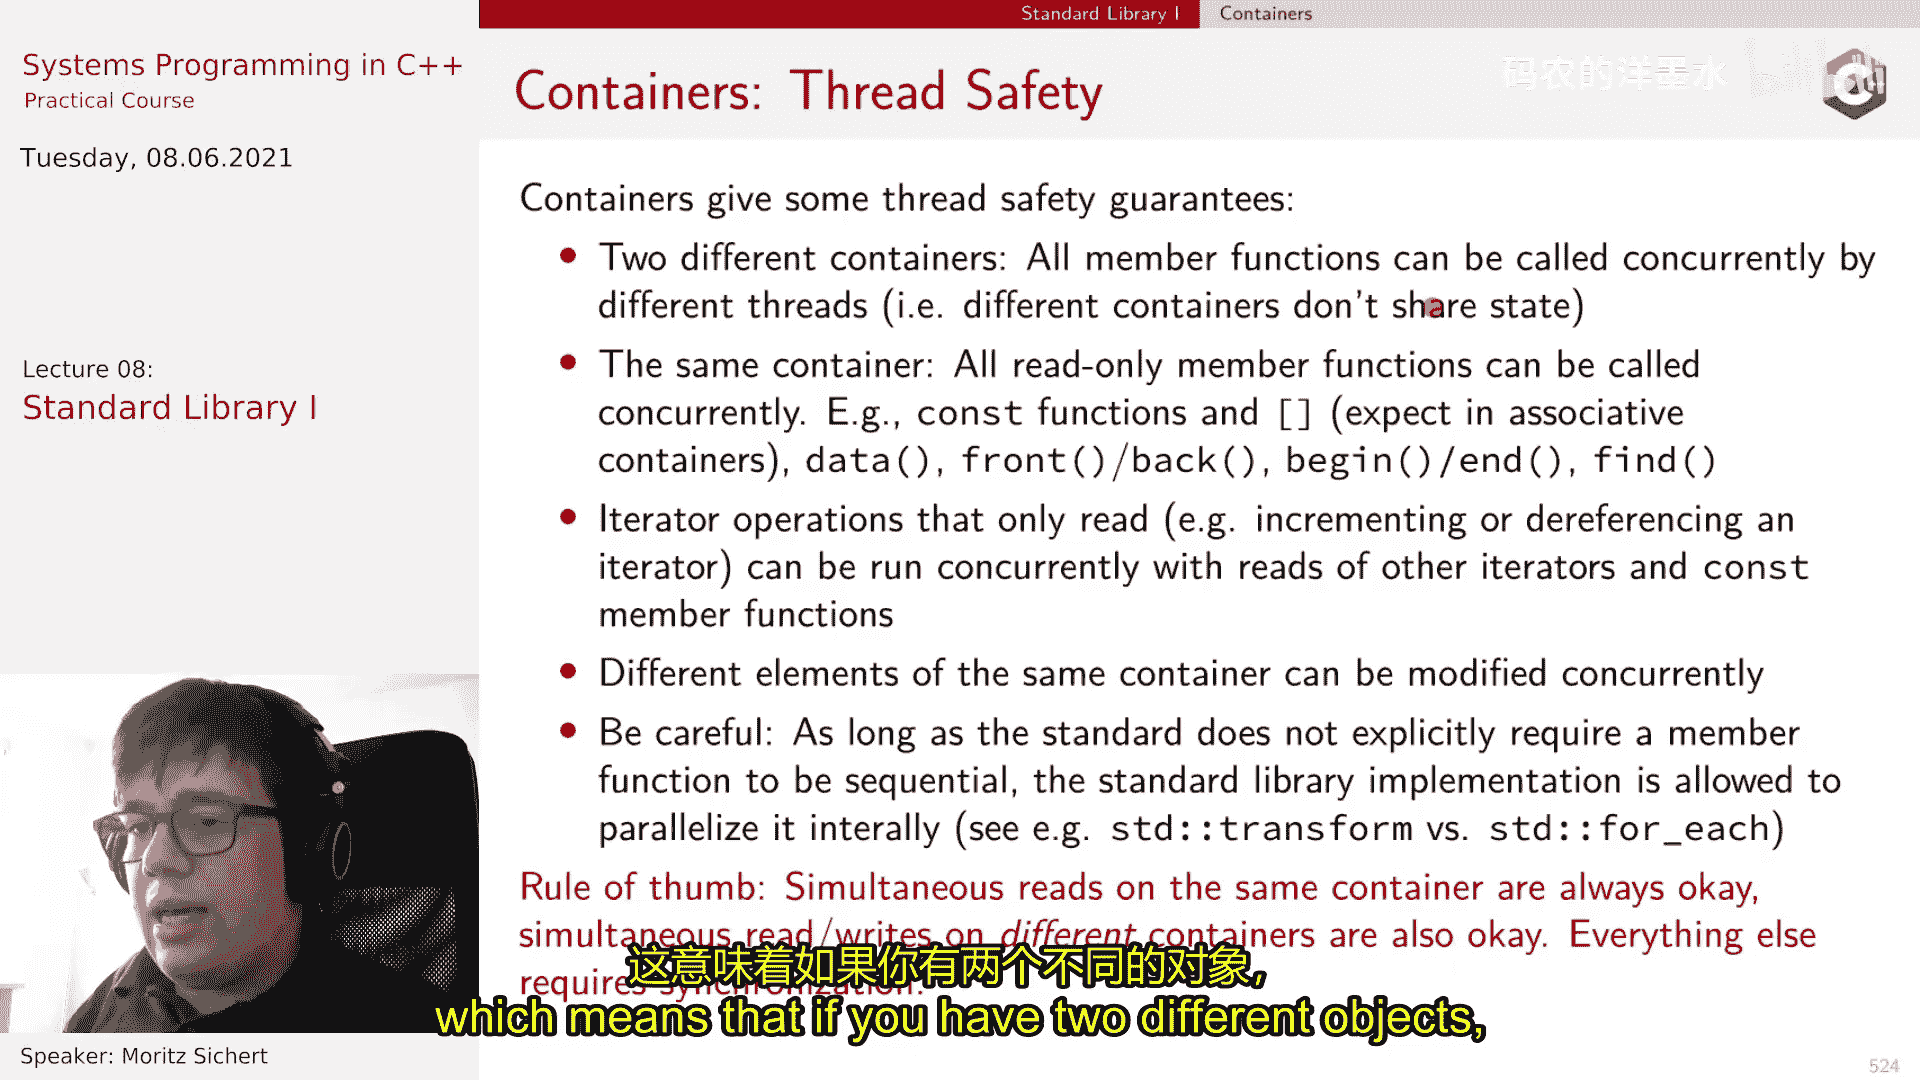 Standard Library I
Containers
Systems Programming in C++
Practical Course
Tuesday, 08.06.2021
Lecture 08:
Standard Library I
Containers: Thread Safety
码农的洋墨水
Containers give some thread safety guarantees:
Two different containers: All member functions can be called concurrently by
different threads (i.e. different containers don't share state)
The same container: All read-only member functions can be called
concurrently. E.g., const functions and [] (expect in associative
containers), data(), front()/back(), begin()/end(), find()
Iterator operations that only read (e.g. incrementing or dereferencing an
iterator) can be run concurrently with reads of other iterators and const
member functions
Different elements of the same container can be modified concurrently
Be careful: As long as the standard does not explicitly require a member
function to be sequential, the standard library implementation is allowed to
parallelize it interally (see e.g. std::transform vs. std::for_each)
Rule of thumb: Simultaneous reads on the same container are always okay,
simultaneous read/writes on different containers are also okay. Everything else
requires synchronization.
这意味着如果你有两个不同的对象,
which means that if you have two different objects,
Speaker: Moritz Sichert
524